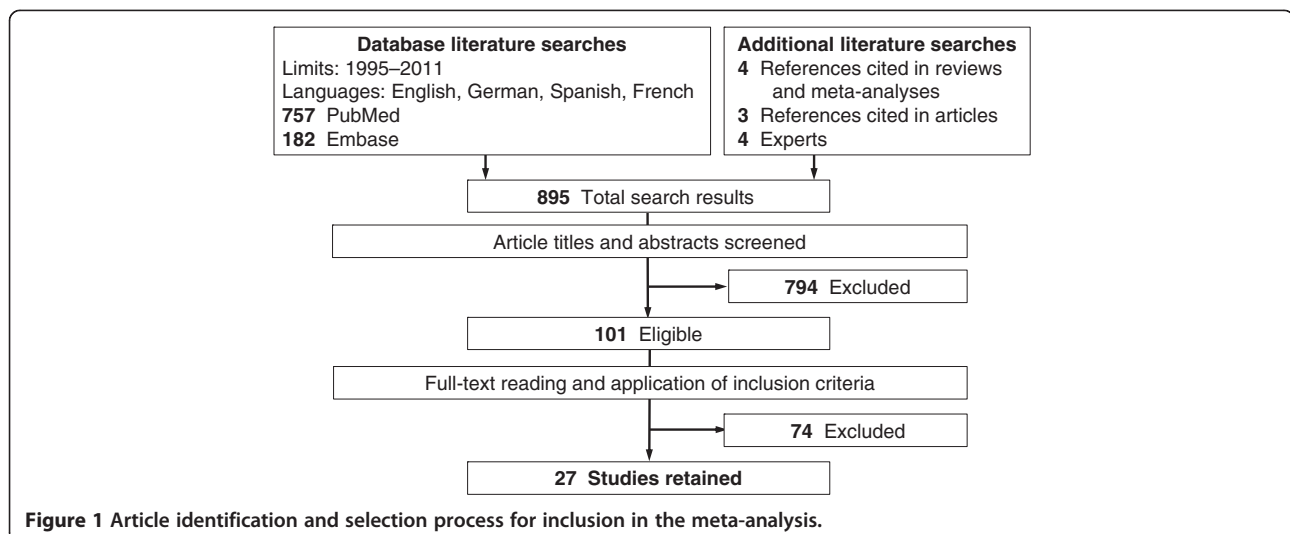 Database literature searches
Limits: 1995–2011
Languages: English, German, Spanish, French
757 PubMed
182 Embase
Additional literature searches
4 References cited in reviews
and meta-analyses
3 References cited in articles
4 Experts
895 Total search results
Article titles and abstracts screened
794 Excluded
101 Eligible
Full-text reading and application of inclusion criteria
74 Excluded
27 Studies retained
Figure 1 Article identification and selection process for inclusion in the meta-analysis.